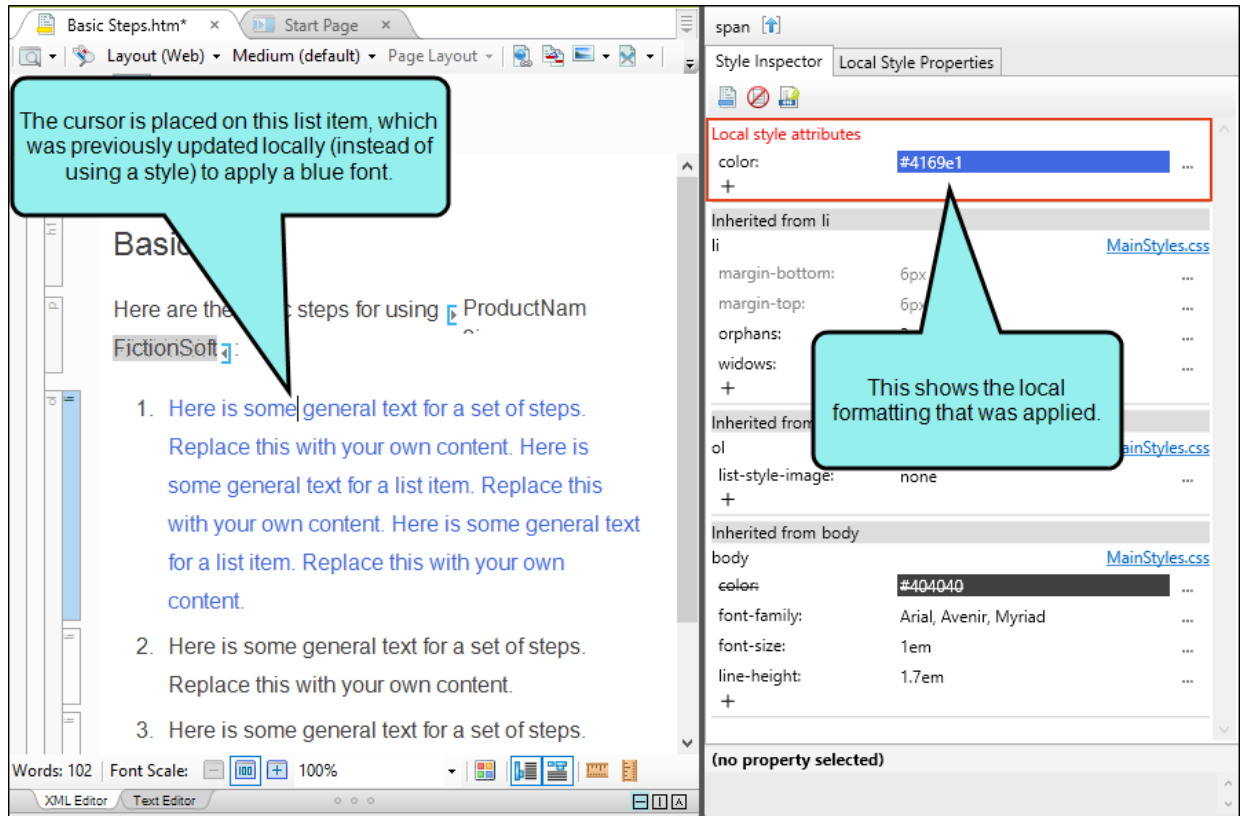 Basic Steps.htm* ×
Start Page ×
Layout (Web) Medium (default) Page Layout
The cursor is placed on this list item, which
was previously updated locally (instead of
using a style) to apply a blue font.
h1
Basic
p
Here are the steps for using ProductNam
FictionSoft :
ol li
1. Here is some general text for a set of steps.
Replace this with your own content. Here is
some general text for a list item. Replace this
with your own content. Here is some general text
for a list item. Replace this with your own
content.
li
2. Here is some general text for a set of steps.
Replace this with your own content.
li
3. Here is some general text for a set of steps.
Words: 102 Font Scale: 100 100%
XML Editor Text Editor
span
Style Inspector Local Style Properties
Local style attributes
color: #4169e1 ...
+
Inherited from li
li MainStyles.css
margin-bottom: 6px ...
margin-top: 6px ...
orphans: ...
widows: ...
+
This shows the local
formatting that was applied.
Inherited from
ol ainStyles.css
list-style-image: none ...
+
Inherited from body
body MainStyles.css
color: #404040 ...
font-family: Arial, Avenir, Myriad ...
font-size: 1em ...
line-height: 1.7em ...
+
(no property selected)